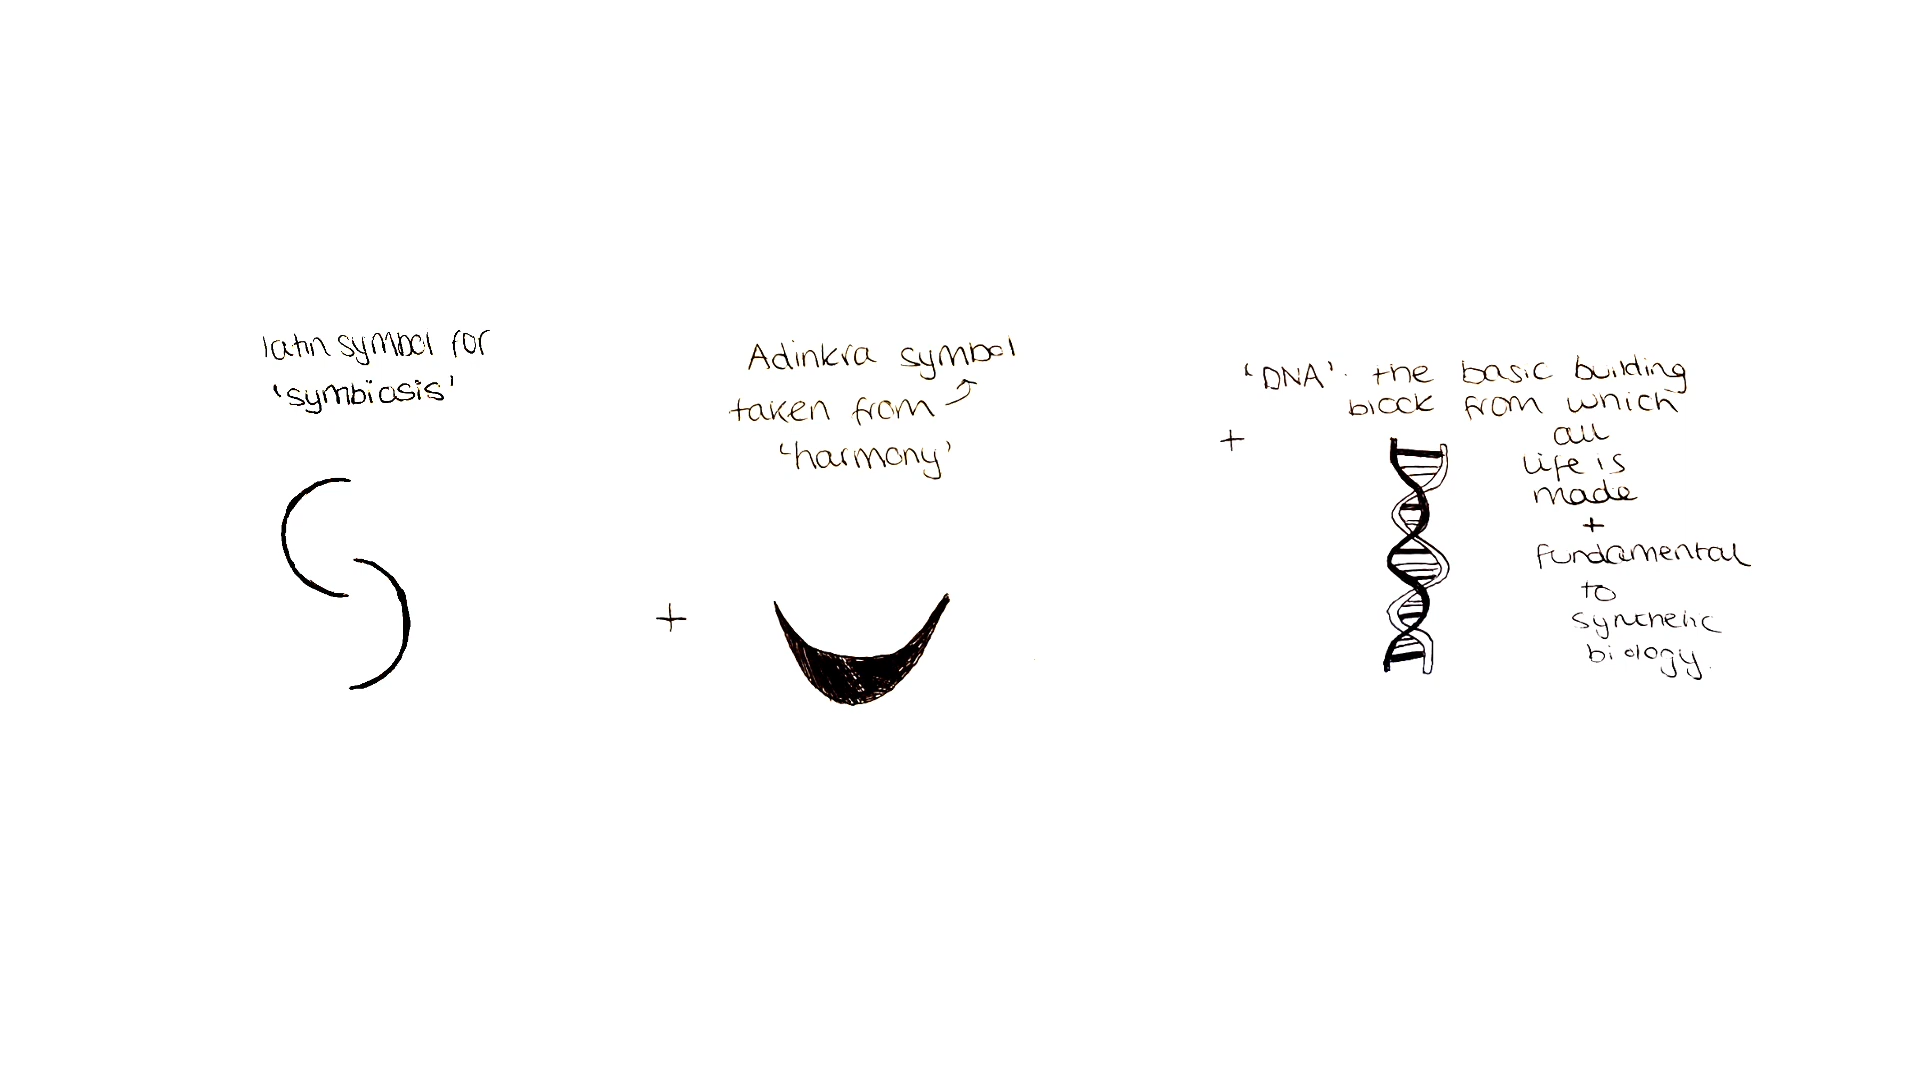 latin symbol for
'symbiosis'
Adinkra symbol
taken from
'harmony'
+
+
'DNA'. the basic building
block from which
all
life is
made
+
fundamental
to
synthetic
biology.